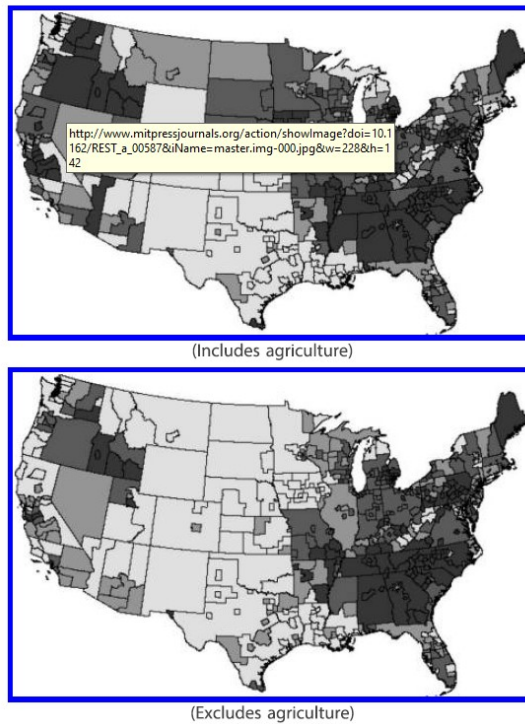 http://www.mitpressjournals.org/action/showImage?doi=10.1
162/REST_a_00587&iName=master.img-000.jpg&w=228&h=1
42
(Includes agriculture)
(Excludes agriculture)